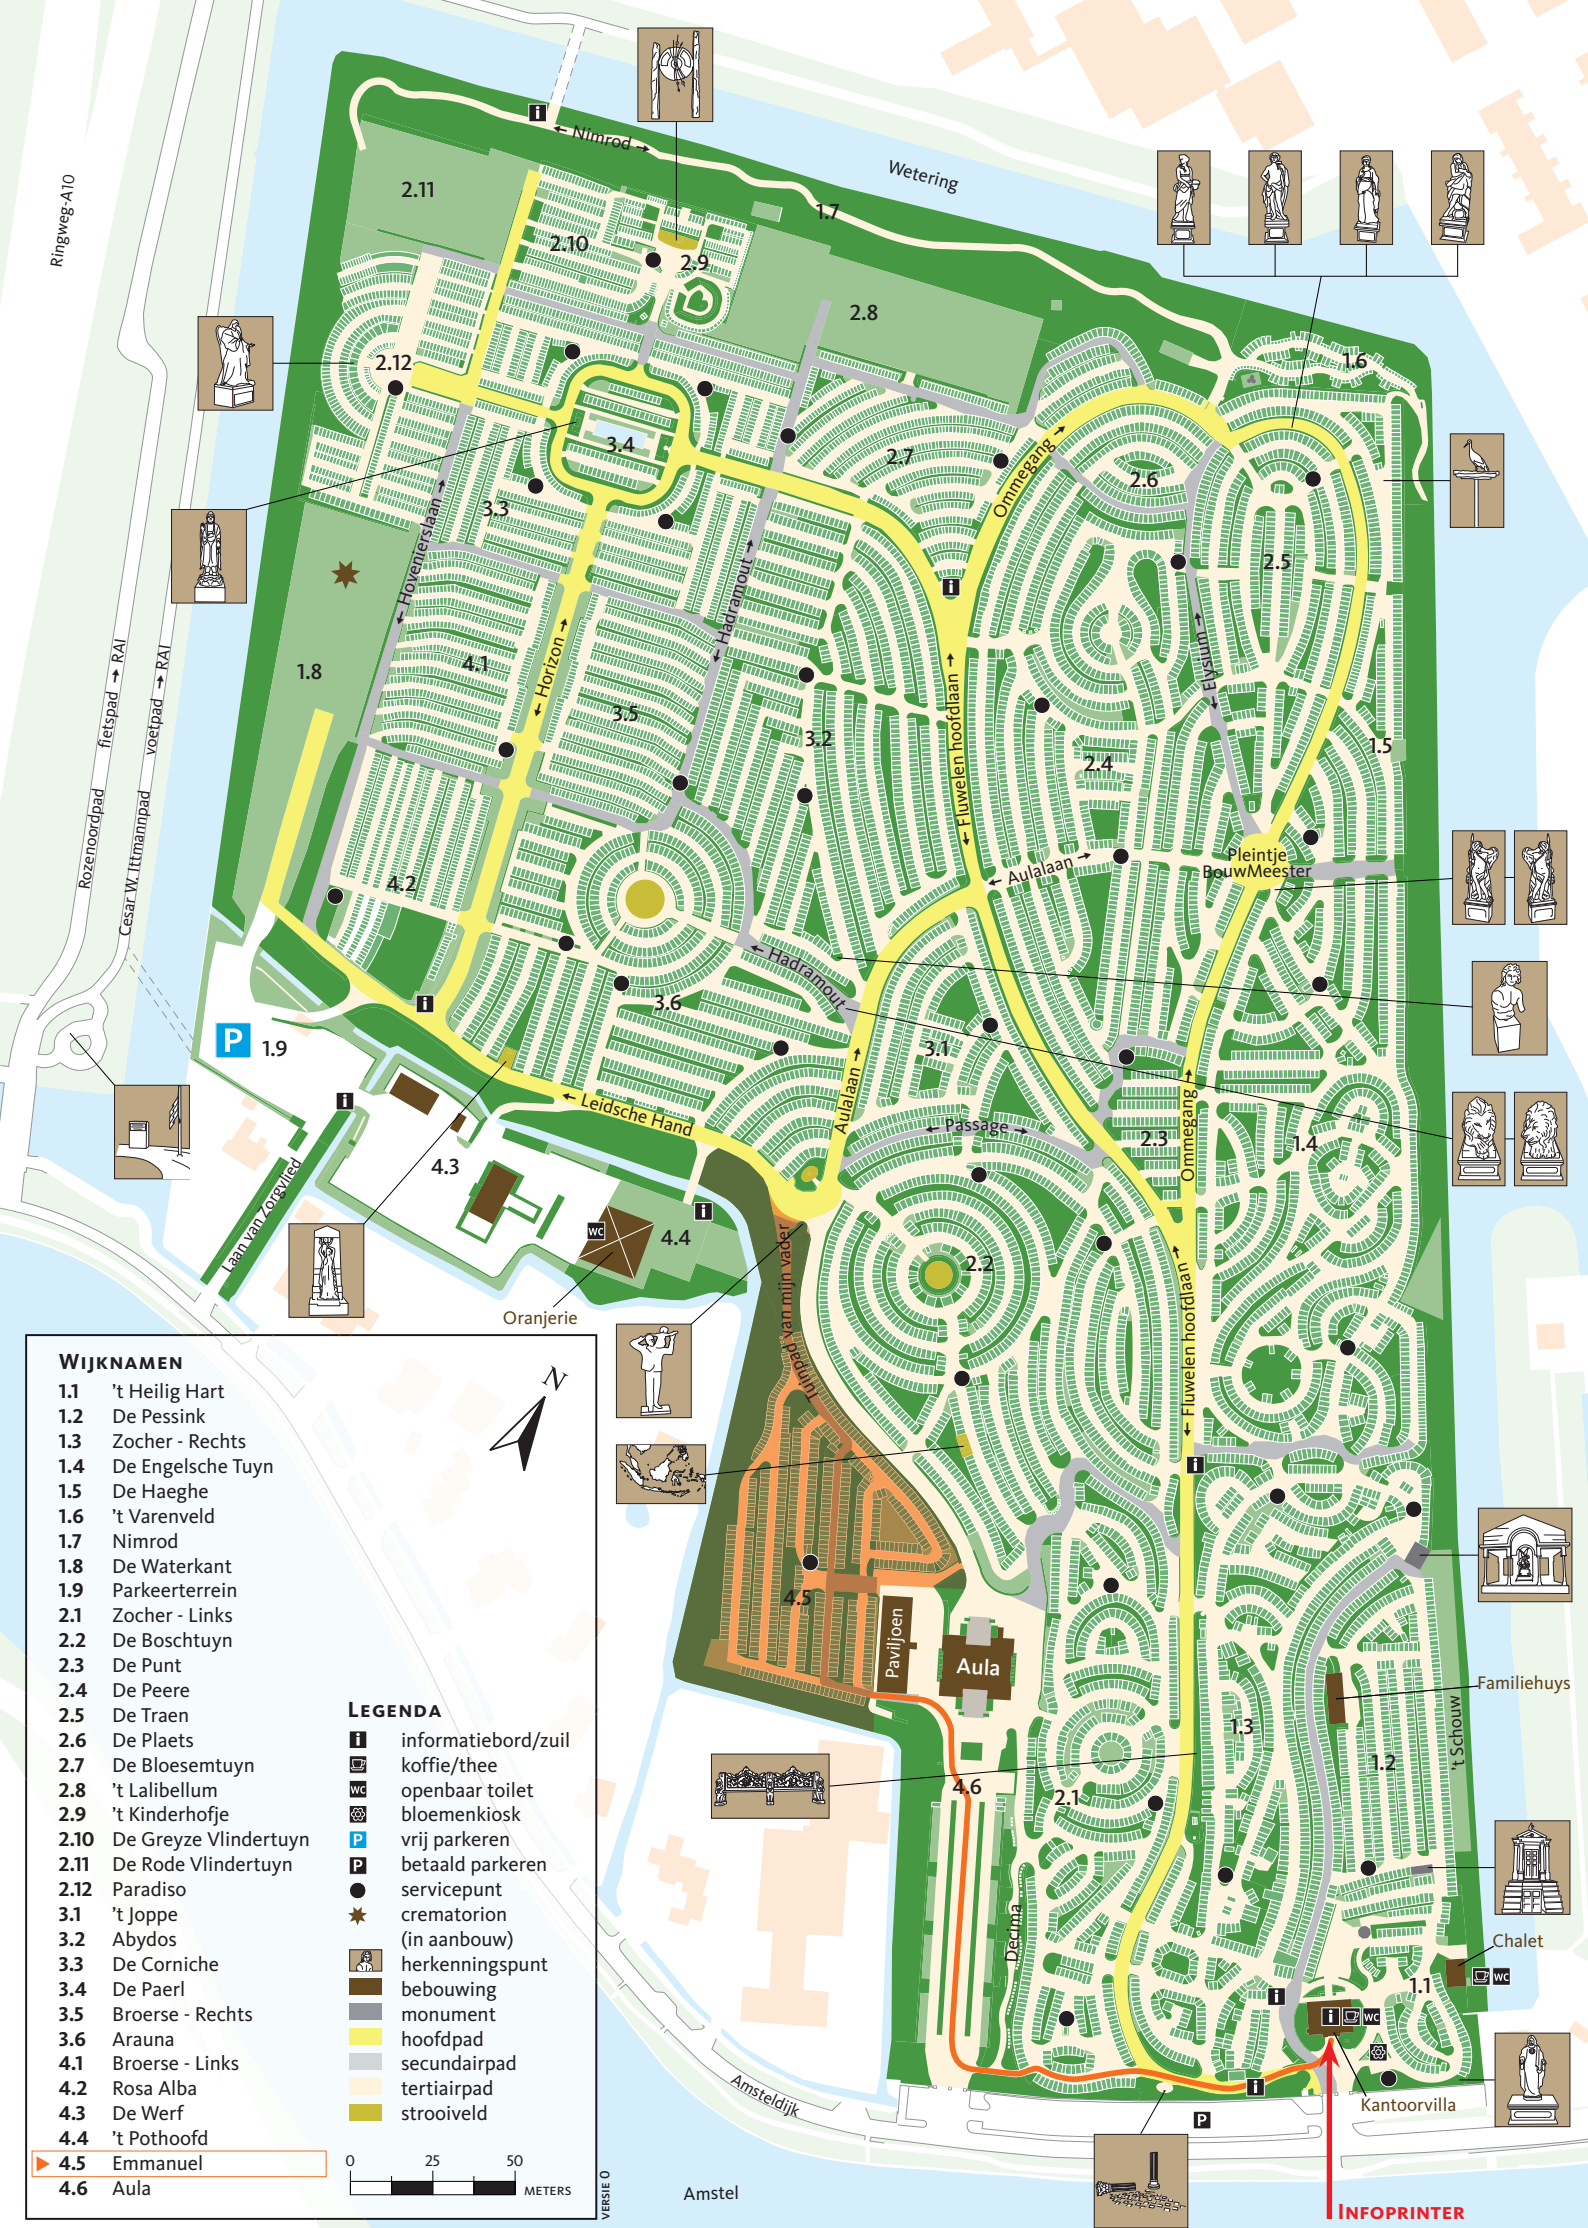 Nimrod
Wetering
Ringweg-A10
2.11
1.7
2.10
2.9
2.8
1.6
2.12
3.4
2.7
Ommegang
2.6
3.3
Hovenierslaan
2.5
Hadramout
1.8
4.1
Horizon
Elysium
fietspad → RAI
voetpad → RAI
3.5
3.2
Fluwelen hoofdlaan
2.4
1.5
Rozenoordpad
Cesar W. Ittmannpad
Pleintje
BouwMeester
Aulalaan
4.2
Hadramout
3.6
P
1.9
3.1
Aulalaan
Leidsche Hand
Passage
2.3
Ommegang
1.4
4.3
Laan van Zorgvlied
WC
4.4
Tuinpad van mijn vader
2.2
Fluwelen hoofdlaan
Oranjerie
N
4.5
Paviljoen
Aula
Familiehuys
't Schouw
1.3
1.2
4.6
2.1
Decima
Chalet
WC
1.1
WC
Kantoorvilla
P
Amsteldijk
Amstel
INFOPRINTER
WIJKNAMEN
1.1 't Heilig Hart
1.2 De Pessink
1.3 Zocher - Rechts
1.4 De Engelsche Tuyn
1.5 De Haeghe
1.6 't Varenveld
1.7 Nimrod
1.8 De Waterkant
1.9 Parkeerterrein
2.1 Zocher - Links
2.2 De Boschtuyn
2.3 De Punt
2.4 De Peere
2.5 De Traen
2.6 De Plaets
2.7 De Bloesemtuyn
2.8 't Lalibellum
2.9 't Kinderhofje
2.10 De Greyze Vlindertuyn
2.11 De Rode Vlindertuyn
2.12 Paradiso
3.1 't Joppe
3.2 Abydos
3.3 De Corniche
3.4 De Paerl
3.5 Broerse - Rechts
3.6 Arauna
4.1 Broerse - Links
4.2 Rosa Alba
4.3 De Werf
4.4 't Pothoofd
4.5 Emmanuel
4.6 Aula
LEGENDA
i informatiebord/zuil
koffie/thee
WC openbaar toilet
bloemenkiosk
P vrij parkeren
P betaald parkeren
servicepunt
crematorion
(in aanbouw)
herkenningspunt
bebouwing
monument
hoofdpad
secundairpad
tertiairpad
strooiveld
0 25 50
METERS
VERSIE O